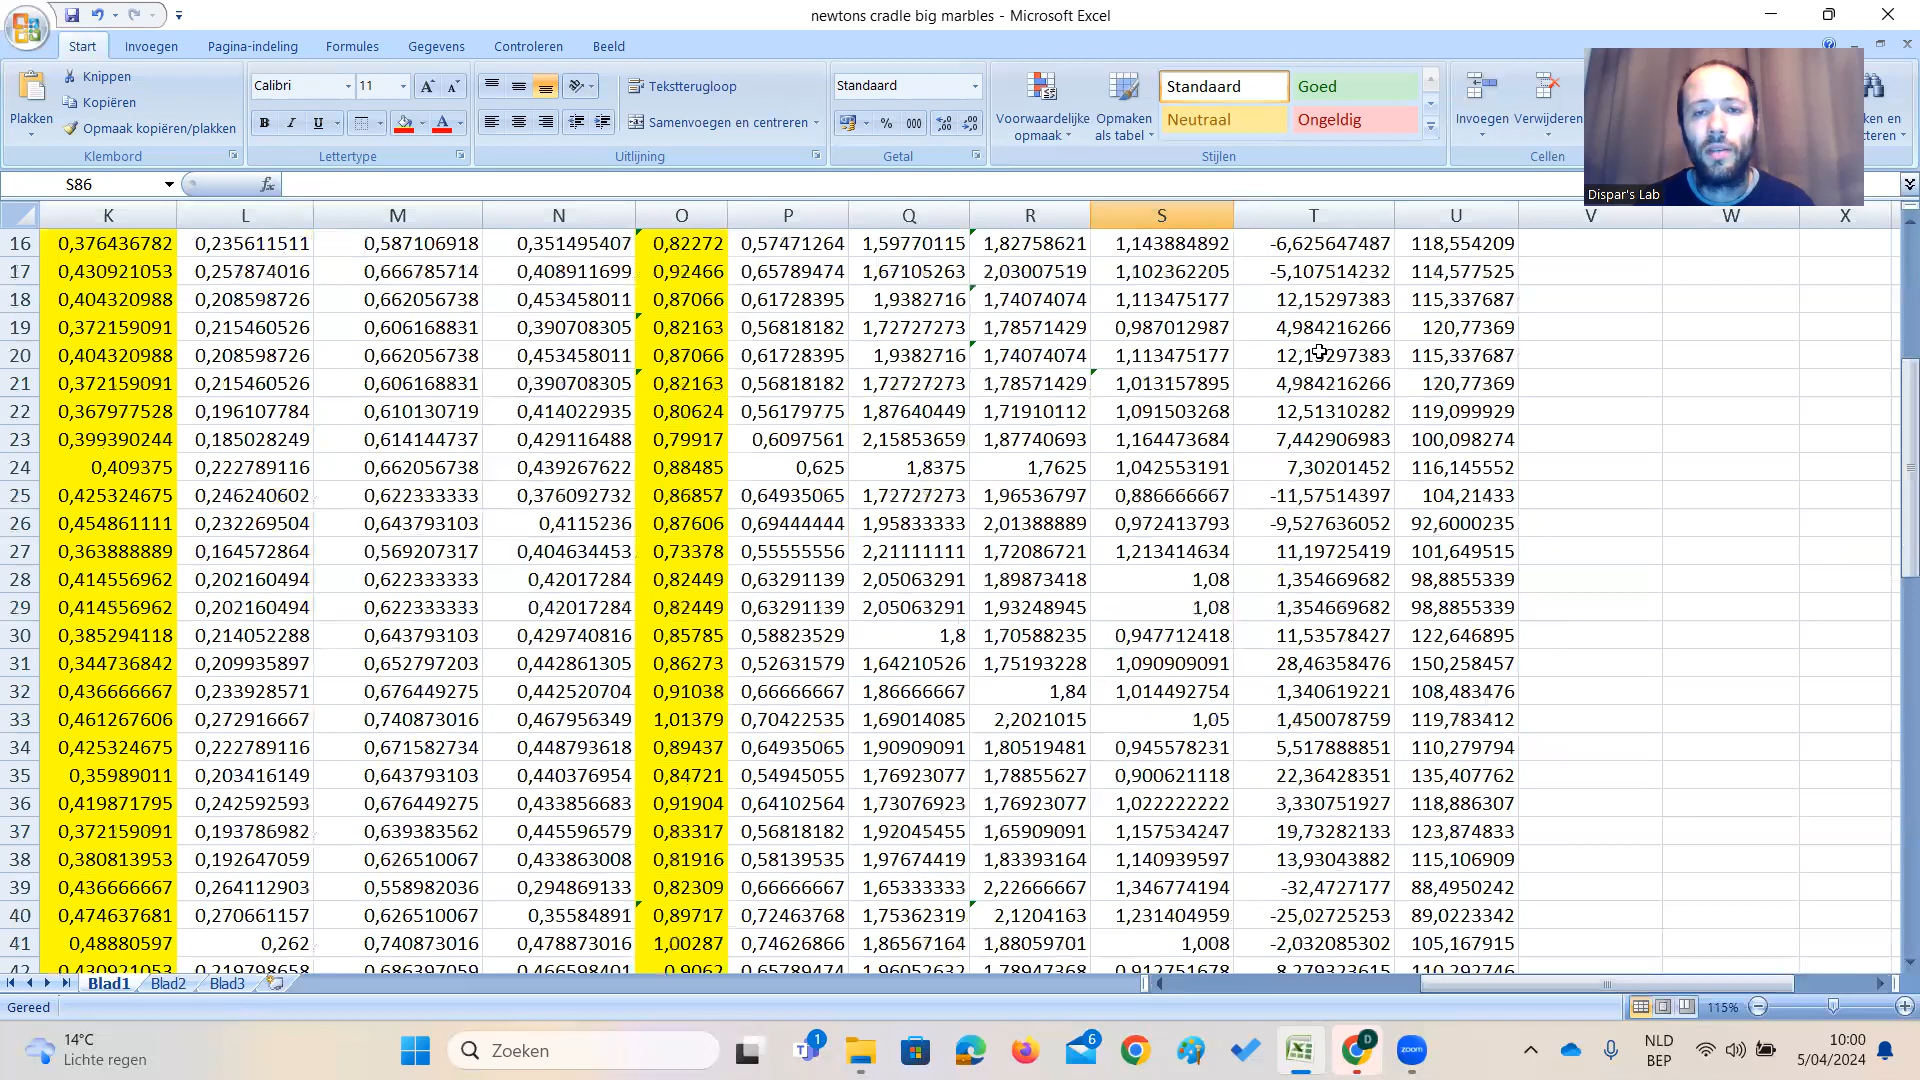 newtons cradle big marbles - Microsoft Excel
Start Invoegen Pagina-indeling Formules Gegevens Controleren Beeld
Plakken
Knippen
Kopiëren
Opmaak kopiëren/plakken
Klembord
Calibri 11
B I U
Lettertype
Tekstterugloop
Samenvoegen en centreren
Uitlijning
Standaard
% 000
Getal
Voorwaardelijke opmaak
Opmaken als tabel
Standaard Goed
Neutraal Ongeldig
Stijlen
Invoegen Verwijderen
Cellen
Dispar's Lab
S86 fx
K L M N O P Q R S T U V W X
16 0,376436782 0,235611511 0,587106918 0,351495407 0,82272 0,57471264 1,59770115 1,82758621 1,143884892 -6,625647487 118,554209
17 0,430921053 0,257874016 0,666785714 0,408911699 0,92466 0,65789474 1,67105263 2,03007519 1,102362205 -5,107514232 114,577525
18 0,404320988 0,208598726 0,662056738 0,453458011 0,87066 0,61728395 1,9382716 1,74074074 1,113475177 12,15297383 115,337687
19 0,372159091 0,215460526 0,606168831 0,390708305 0,82163 0,56818182 1,72727273 1,78571429 0,987012987 4,984216266 120,77369
20 0,404320988 0,208598726 0,662056738 0,453458011 0,87066 0,61728395 1,9382716 1,74074074 1,113475177 12,15297383 115,337687
21 0,372159091 0,215460526 0,606168831 0,390708305 0,82163 0,56818182 1,72727273 1,78571429 1,013157895 4,984216266 120,77369
22 0,367977528 0,196107784 0,610130719 0,414022935 0,80624 0,56179775 1,87640449 1,71910112 1,091503268 12,51310282 119,099929
23 0,399390244 0,185028249 0,614144737 0,429116488 0,79917 0,6097561 2,15853659 1,87740693 1,164473684 7,442906983 100,098274
24 0,409375 0,222789116 0,662056738 0,439267622 0,88485 0,625 1,8375 1,7625 1,042553191 7,30201452 116,145552
25 0,425324675 0,246240602 0,622333333 0,376092732 0,86857 0,64935065 1,72727273 1,96536797 0,886666667 -11,57514397 104,21433
26 0,454861111 0,232269504 0,643793103 0,4115236 0,87606 0,69444444 1,95833333 2,01388889 0,972413793 -9,527636052 92,6000235
27 0,363888889 0,164572864 0,569207317 0,404634453 0,73378 0,55555556 2,21111111 1,72086721 1,213414634 11,19725419 101,649515
28 0,414556962 0,202160494 0,622333333 0,42017284 0,82449 0,63291139 2,05063291 1,89873418 1,08 1,354669682 98,8855339
29 0,414556962 0,202160494 0,622333333 0,42017284 0,82449 0,63291139 2,05063291 1,93248945 1,08 1,354669682 98,8855339
30 0,385294118 0,214052288 0,643793103 0,429740816 0,85785 0,58823529 1,8 1,70588235 0,947712418 11,53578427 122,646895
31 0,344736842 0,209935897 0,652797203 0,442861305 0,86273 0,52631579 1,64210526 1,75193228 1,090909091 28,46358476 150,258457
32 0,436666667 0,233928571 0,676449275 0,442520704 0,91038 0,66666667 1,86666667 1,84 1,014492754 1,340619221 108,483476
33 0,461267606 0,272916667 0,740873016 0,467956349 1,01379 0,70422535 1,69014085 2,2021015 1,05 1,450078759 119,783412
34 0,425324675 0,222789116 0,671582734 0,448793618 0,89437 0,64935065 1,90909091 1,80519481 0,945578231 5,517888851 110,279794
35 0,35989011 0,203416149 0,643793103 0,440376954 0,84721 0,54945055 1,76923077 1,78855627 0,900621118 22,36428351 135,407762
36 0,419871795 0,242592593 0,676449275 0,433856683 0,91904 0,64102564 1,73076923 1,76923077 1,022222222 3,330751927 118,886307
37 0,372159091 0,193786982 0,639383562 0,445596579 0,83317 0,56818182 1,92045455 1,65909091 1,157534247 19,73282133 123,874833
38 0,380813953 0,192647059 0,626510067 0,433863008 0,81916 0,58139535 1,97674419 1,83393164 1,140939597 13,93043882 115,106909
39 0,436666667 0,264112903 0,558982036 0,294869133 0,82309 0,66666667 1,65333333 2,22666667 1,346774194 -32,4727177 88,4950242
40 0,474637681 0,270661157 0,626510067 0,35584891 0,89717 0,72463768 1,75362319 2,1204163 1,231404959 -25,02725253 89,0223342
41 0,48880597 0,262 0,740873016 0,478873016 1,00287 0,74626866 1,86567164 1,88059701 1,008 -2,032085302 105,167915
42 0,430921053 0,219798658 0,686397059 0,466598401 0,9062 0,65789474 1,96052632 1,78947368 0,912751678 8,279323615 110,292746
Blad1 Blad2 Blad3
Gereed 115%
14°C
Lichte regen
Zoeken
1
6
D
zoom
NLD
BEP
10:00
5/04/2024